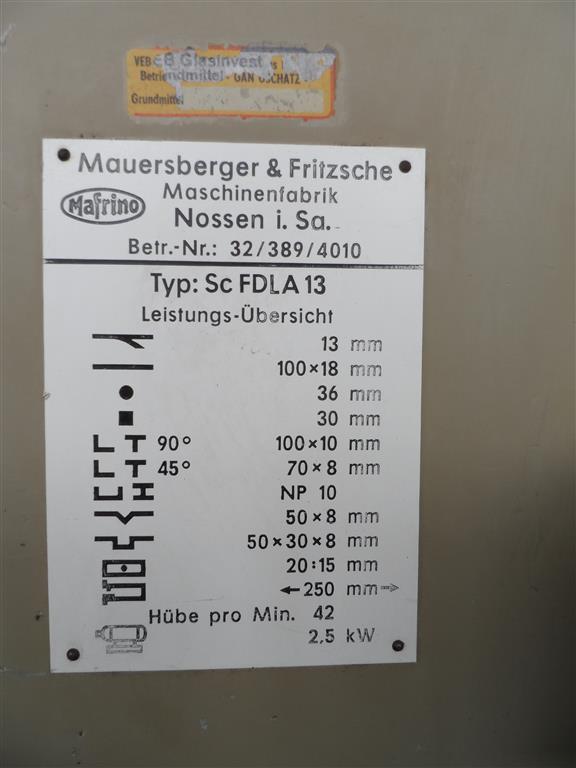 VEB Glasinvest
Betriendmittel - GAN OSCHATZ
Grundmittel
Mauersberger & Fritzsche
Mafrino
Maschinenfabrik
Nossen i. Sa.
Betr.-Nr.: 32/389/4010
Typ: Sc FDLA 13
Leistungs-Übersicht
13 mm
100×18 mm
36 mm
30 mm
90° 100×10 mm
45° 70×8 mm
NP 10
50×8 mm
50×30×8 mm
20:15 mm
←250 mm→
Hübe pro Min. 42
2,5 kW